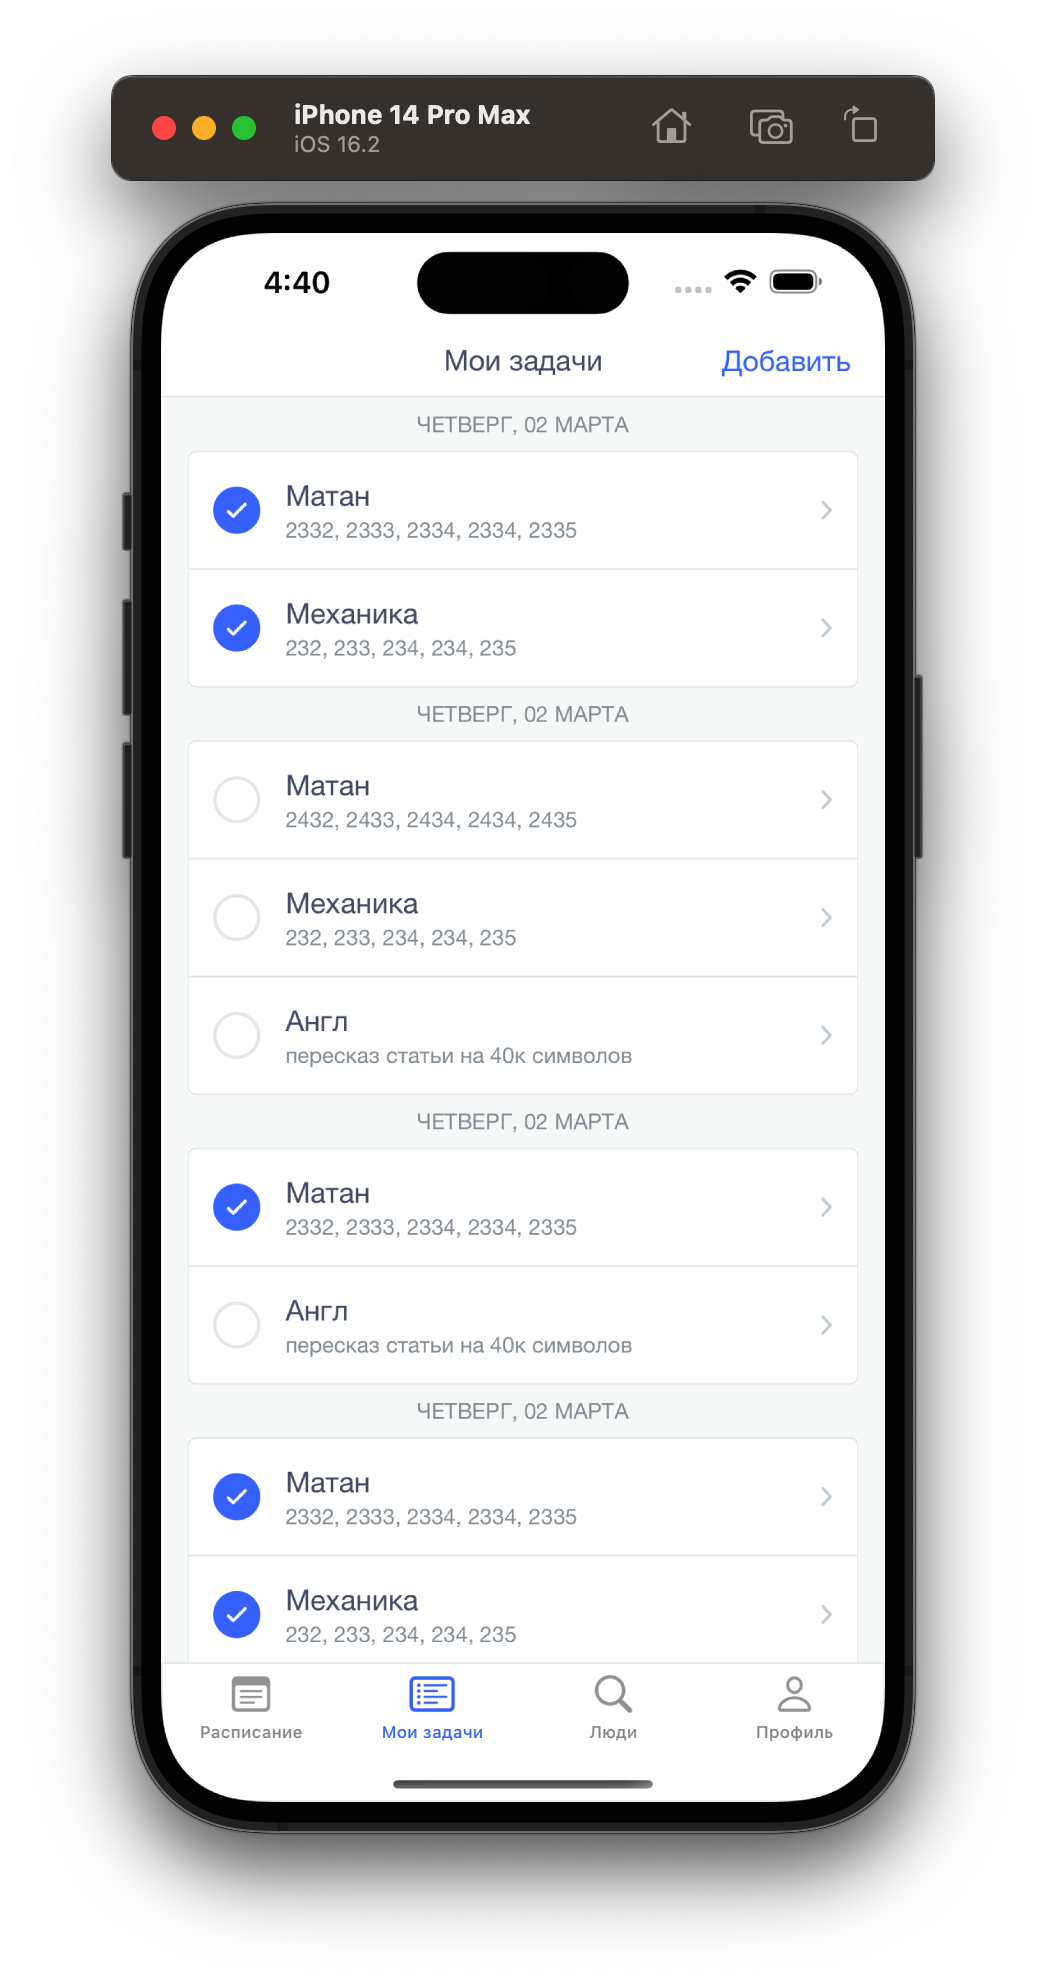 iPhone 14 Pro Max
iOS 16.2
4:40
Мои задачи
Добавить
ЧЕТВЕРГ, 02 МАРТА
Матан
2332, 2333, 2334, 2334, 2335
Механика
232, 233, 234, 234, 235
ЧЕТВЕРГ, 02 МАРТА
Матан
2432, 2433, 2434, 2434, 2435
Механика
232, 233, 234, 234, 235
Англ
пересказ статьи на 40к символов
ЧЕТВЕРГ, 02 МАРТА
Матан
2332, 2333, 2334, 2334, 2335
Англ
пересказ статьи на 40к символов
ЧЕТВЕРГ, 02 МАРТА
Матан
2332, 2333, 2334, 2334, 2335
Механика
232, 233, 234, 234, 235
Расписание
Мои задачи
Люди
Профиль